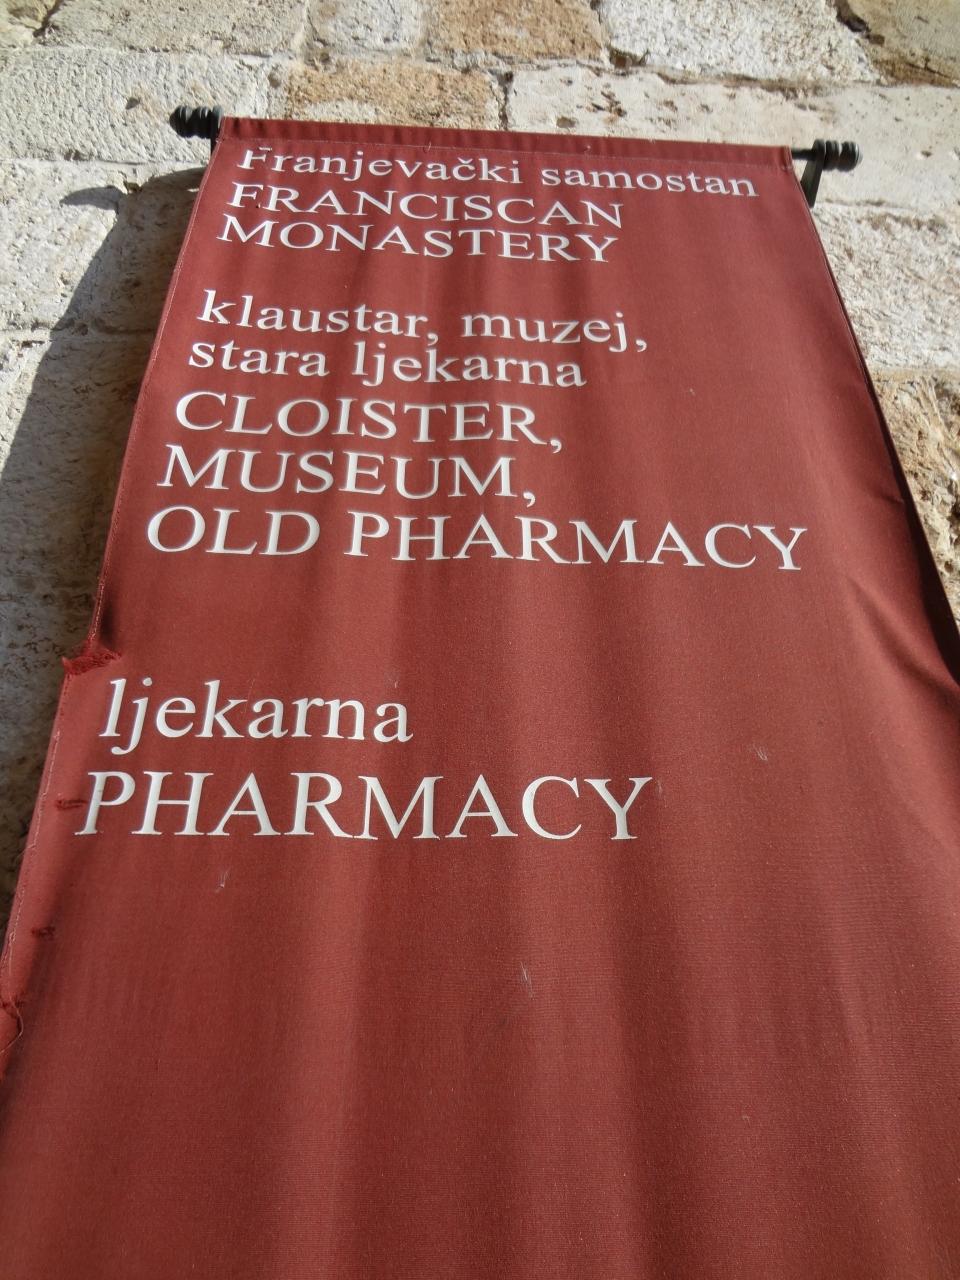 Franjevački samostan
FRANCISCAN
MONASTERY
klaustar, muzej,
stara ljekarna
CLOISTER,
MUSEUM,
OLD PHARMACY
ljekarna
PHARMACY